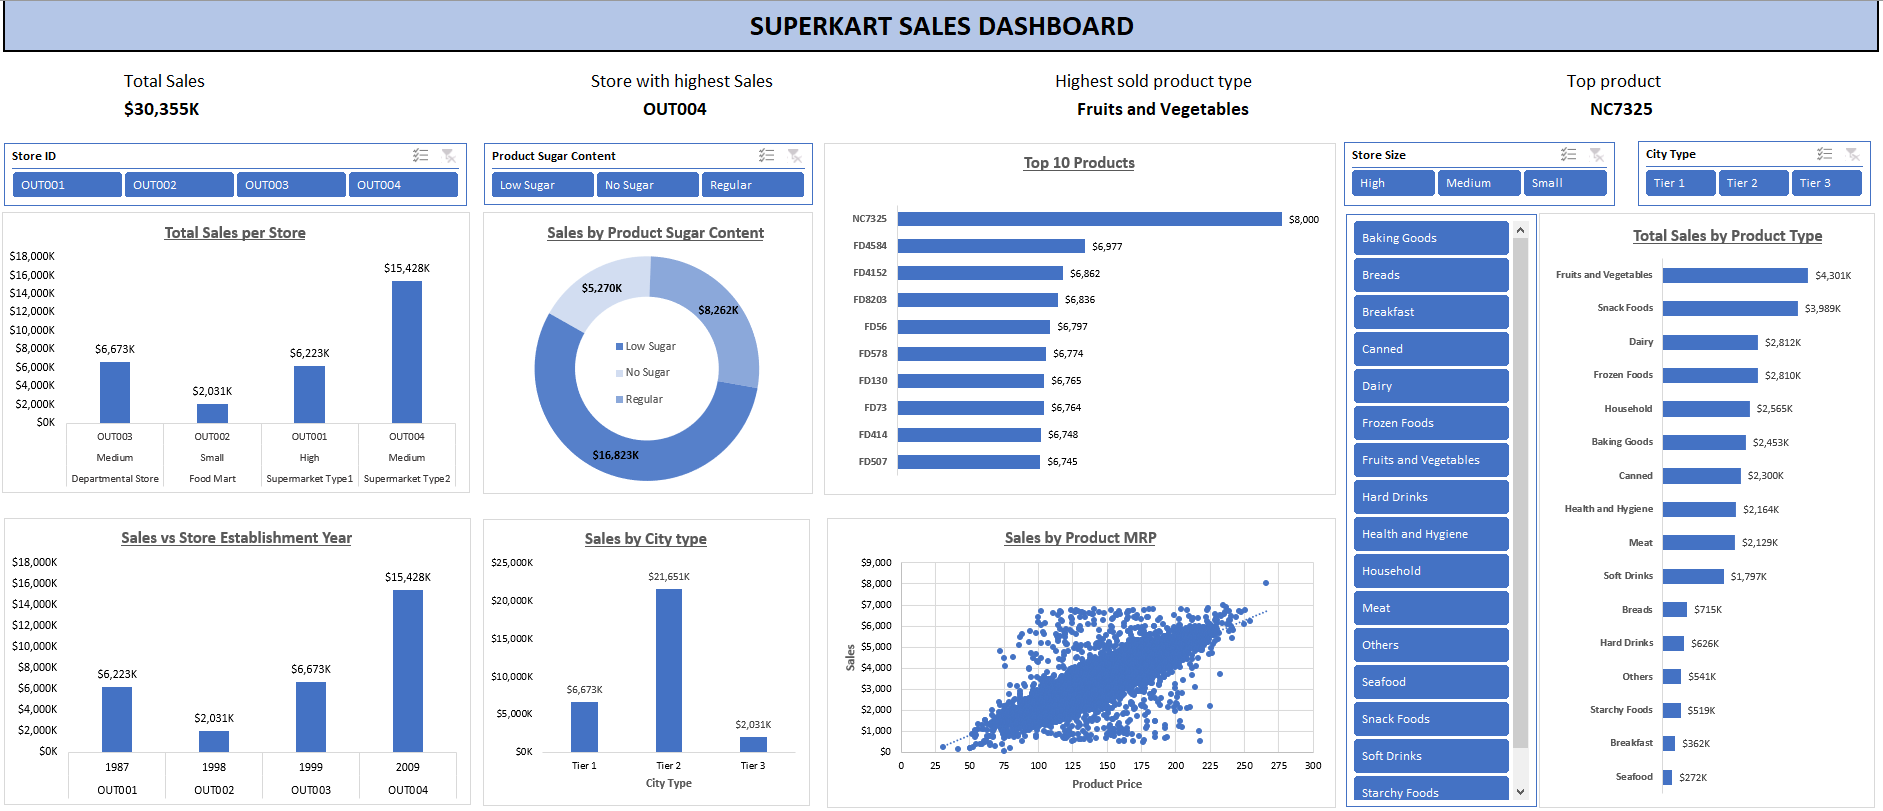 SUPERKART SALES DASHBOARD
Total Sales
$30,355K
Store with highest Sales
OUT004
Highest sold product type
Fruits and Vegetables
Top product
NC7325
Store ID
OUT001 OUT002 OUT003 OUT004
Product Sugar Content
Low Sugar No Sugar Regular
Store Size
High Medium Small
City Type
Tier 1 Tier 2 Tier 3
Total Sales per Store
$18,000K
$16,000K
$14,000K
$12,000K
$10,000K
$8,000K
$6,000K
$4,000K
$2,000K
$0K
$6,673K
$2,031K
$6,223K
$15,428K
OUT003 OUT002 OUT001 OUT004
Medium Small High Medium
Departmental Store Food Mart Supermarket Type1 Supermarket Type2
Sales by Product Sugar Content
$5,270K
$8,262K
$16,823K
Low Sugar
No Sugar
Regular
Top 10 Products
NC7325 $8,000
FD4584 $6,977
FD4152 $6,862
FD8203 $6,836
FD56 $6,797
FD578 $6,774
FD130 $6,765
FD73 $6,764
FD414 $6,748
FD507 $6,745
Baking Goods
Breads
Breakfast
Canned
Dairy
Frozen Foods
Fruits and Vegetables
Hard Drinks
Health and Hygiene
Household
Meat
Others
Seafood
Snack Foods
Soft Drinks
Starchy Foods
Total Sales by Product Type
Fruits and Vegetables $4,301K
Snack Foods $3,989K
Dairy $2,812K
Frozen Foods $2,810K
Household $2,565K
Baking Goods $2,453K
Canned $2,300K
Health and Hygiene $2,164K
Meat $2,129K
Soft Drinks $1,797K
Breads $715K
Hard Drinks $626K
Others $541K
Starchy Foods $519K
Breakfast $362K
Seafood $272K
Sales vs Store Establishment Year
$18,000K
$16,000K
$14,000K
$12,000K
$10,000K
$8,000K
$6,000K
$4,000K
$2,000K
$0K
$6,223K
$2,031K
$6,673K
$15,428K
1987 1998 1999 2009
OUT001 OUT002 OUT003 OUT004
Sales by City type
$25,000K
$20,000K
$15,000K
$10,000K
$5,000K
$0K
$6,673K
$21,651K
$2,031K
Tier 1 Tier 2 Tier 3
City Type
Sales by Product MRP
$9,000
$8,000
$7,000
$6,000
$5,000
$4,000
$3,000
$2,000
$1,000
$0
Sales
0 25 50 75 100 125 150 175 200 225 250 275 300
Product Price